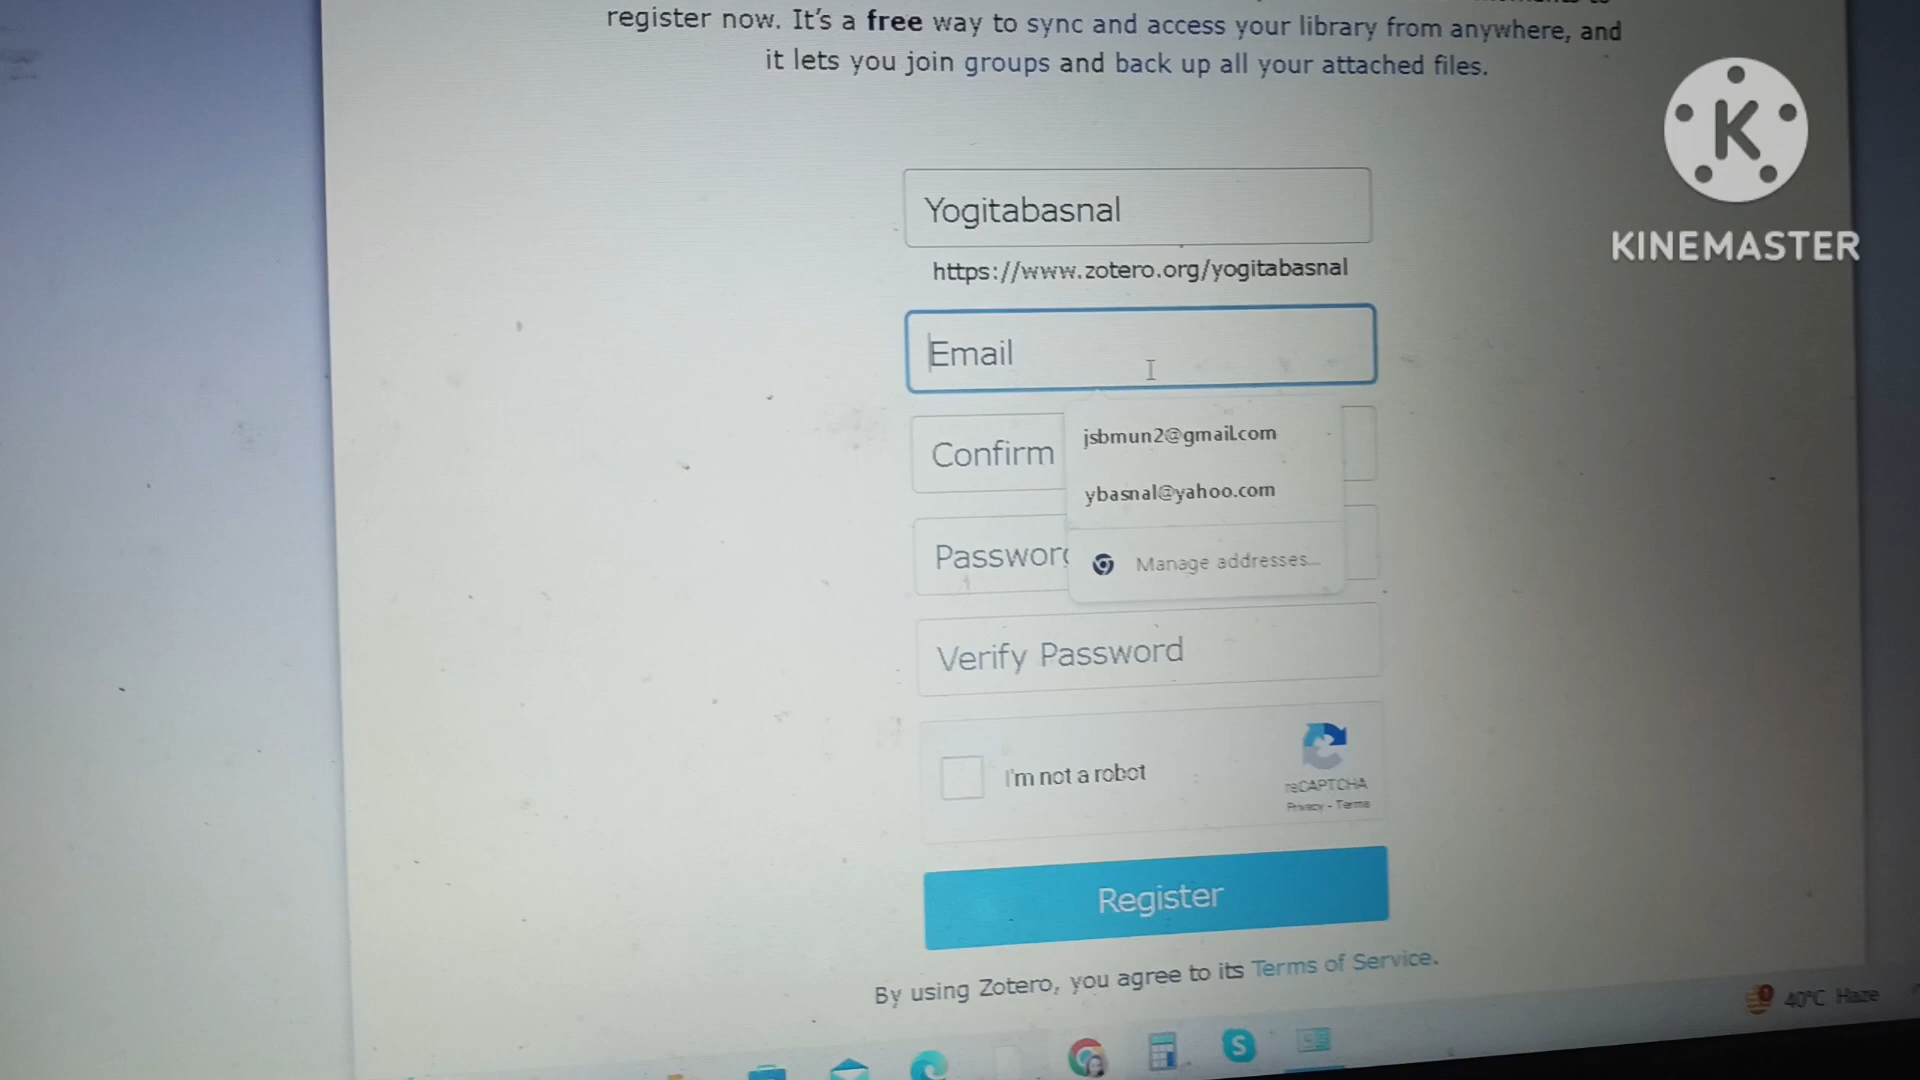 register now. It's a free way to sync and access your library from anywhere, and
it lets you join groups and back up all your attached files.
K
KINEMASTER
Yogitabasnal
https://www.zotero.org/yogitabasnal
Email
Confirm
jsbmun2@gmail.com
ybasnal@yahoo.com
Password
Manage addresses...
Verify Password
I'm not a robot
reCAPTCHA
Privacy - Terms
Register
By using Zotero, you agree to its Terms of Service.
40°C Haze
S